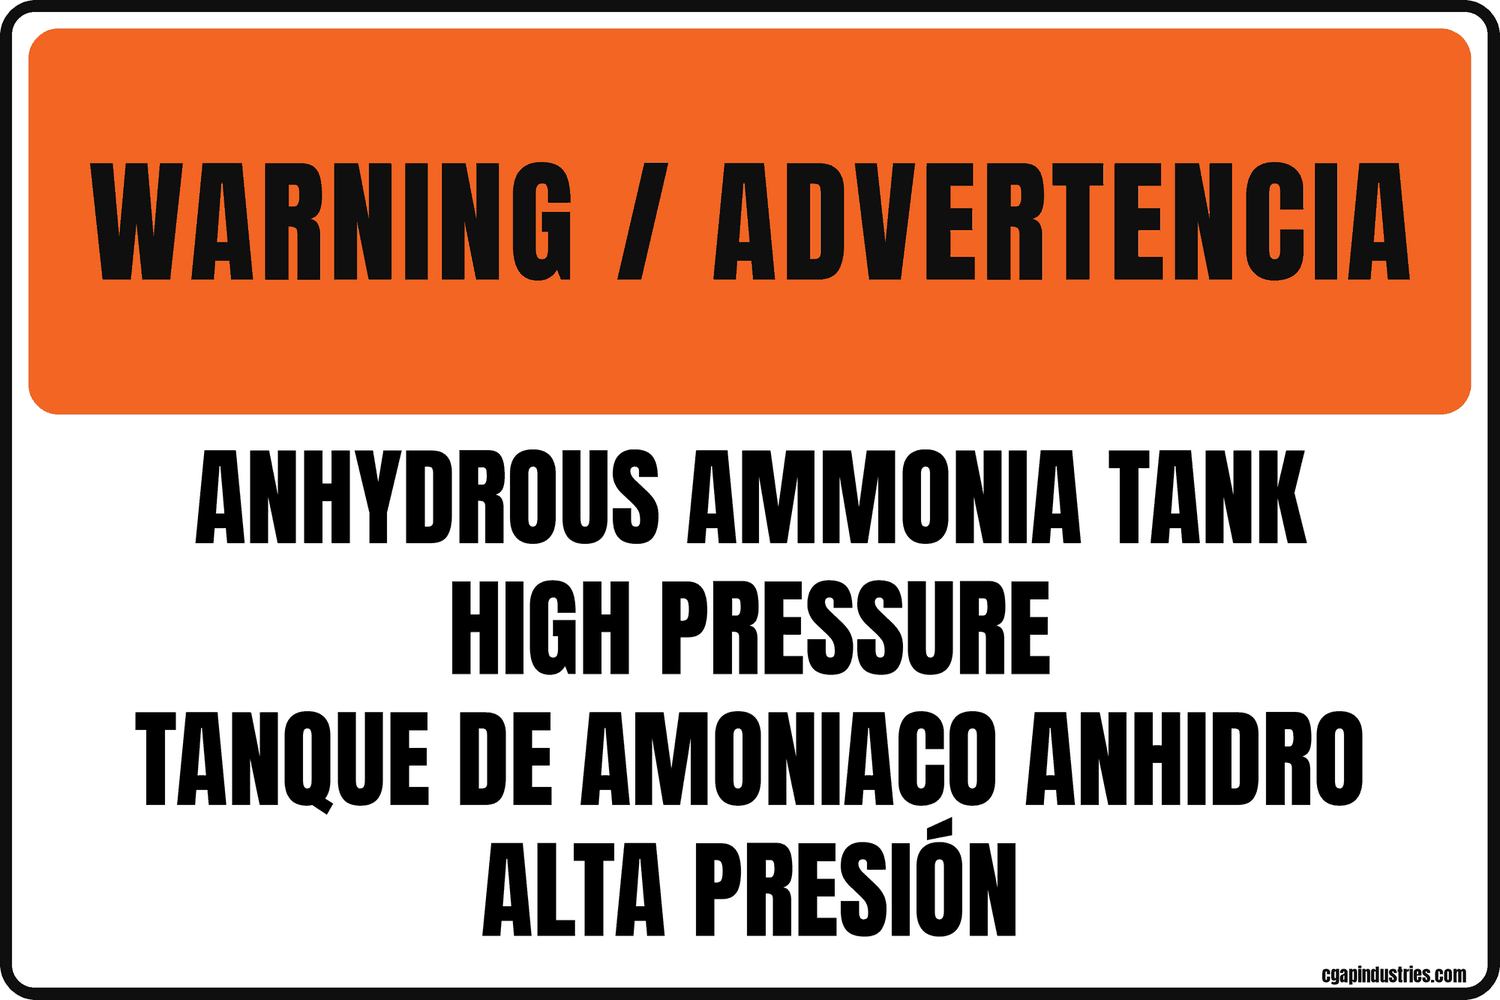 WARNING / ADVERTENCIA
ANHYDROUS AMMONIA TANK
HIGH PRESSURE
TANQUE DE AMONIACO ANHIDRO
ALTA PRESIÓN
cgapindustries.com